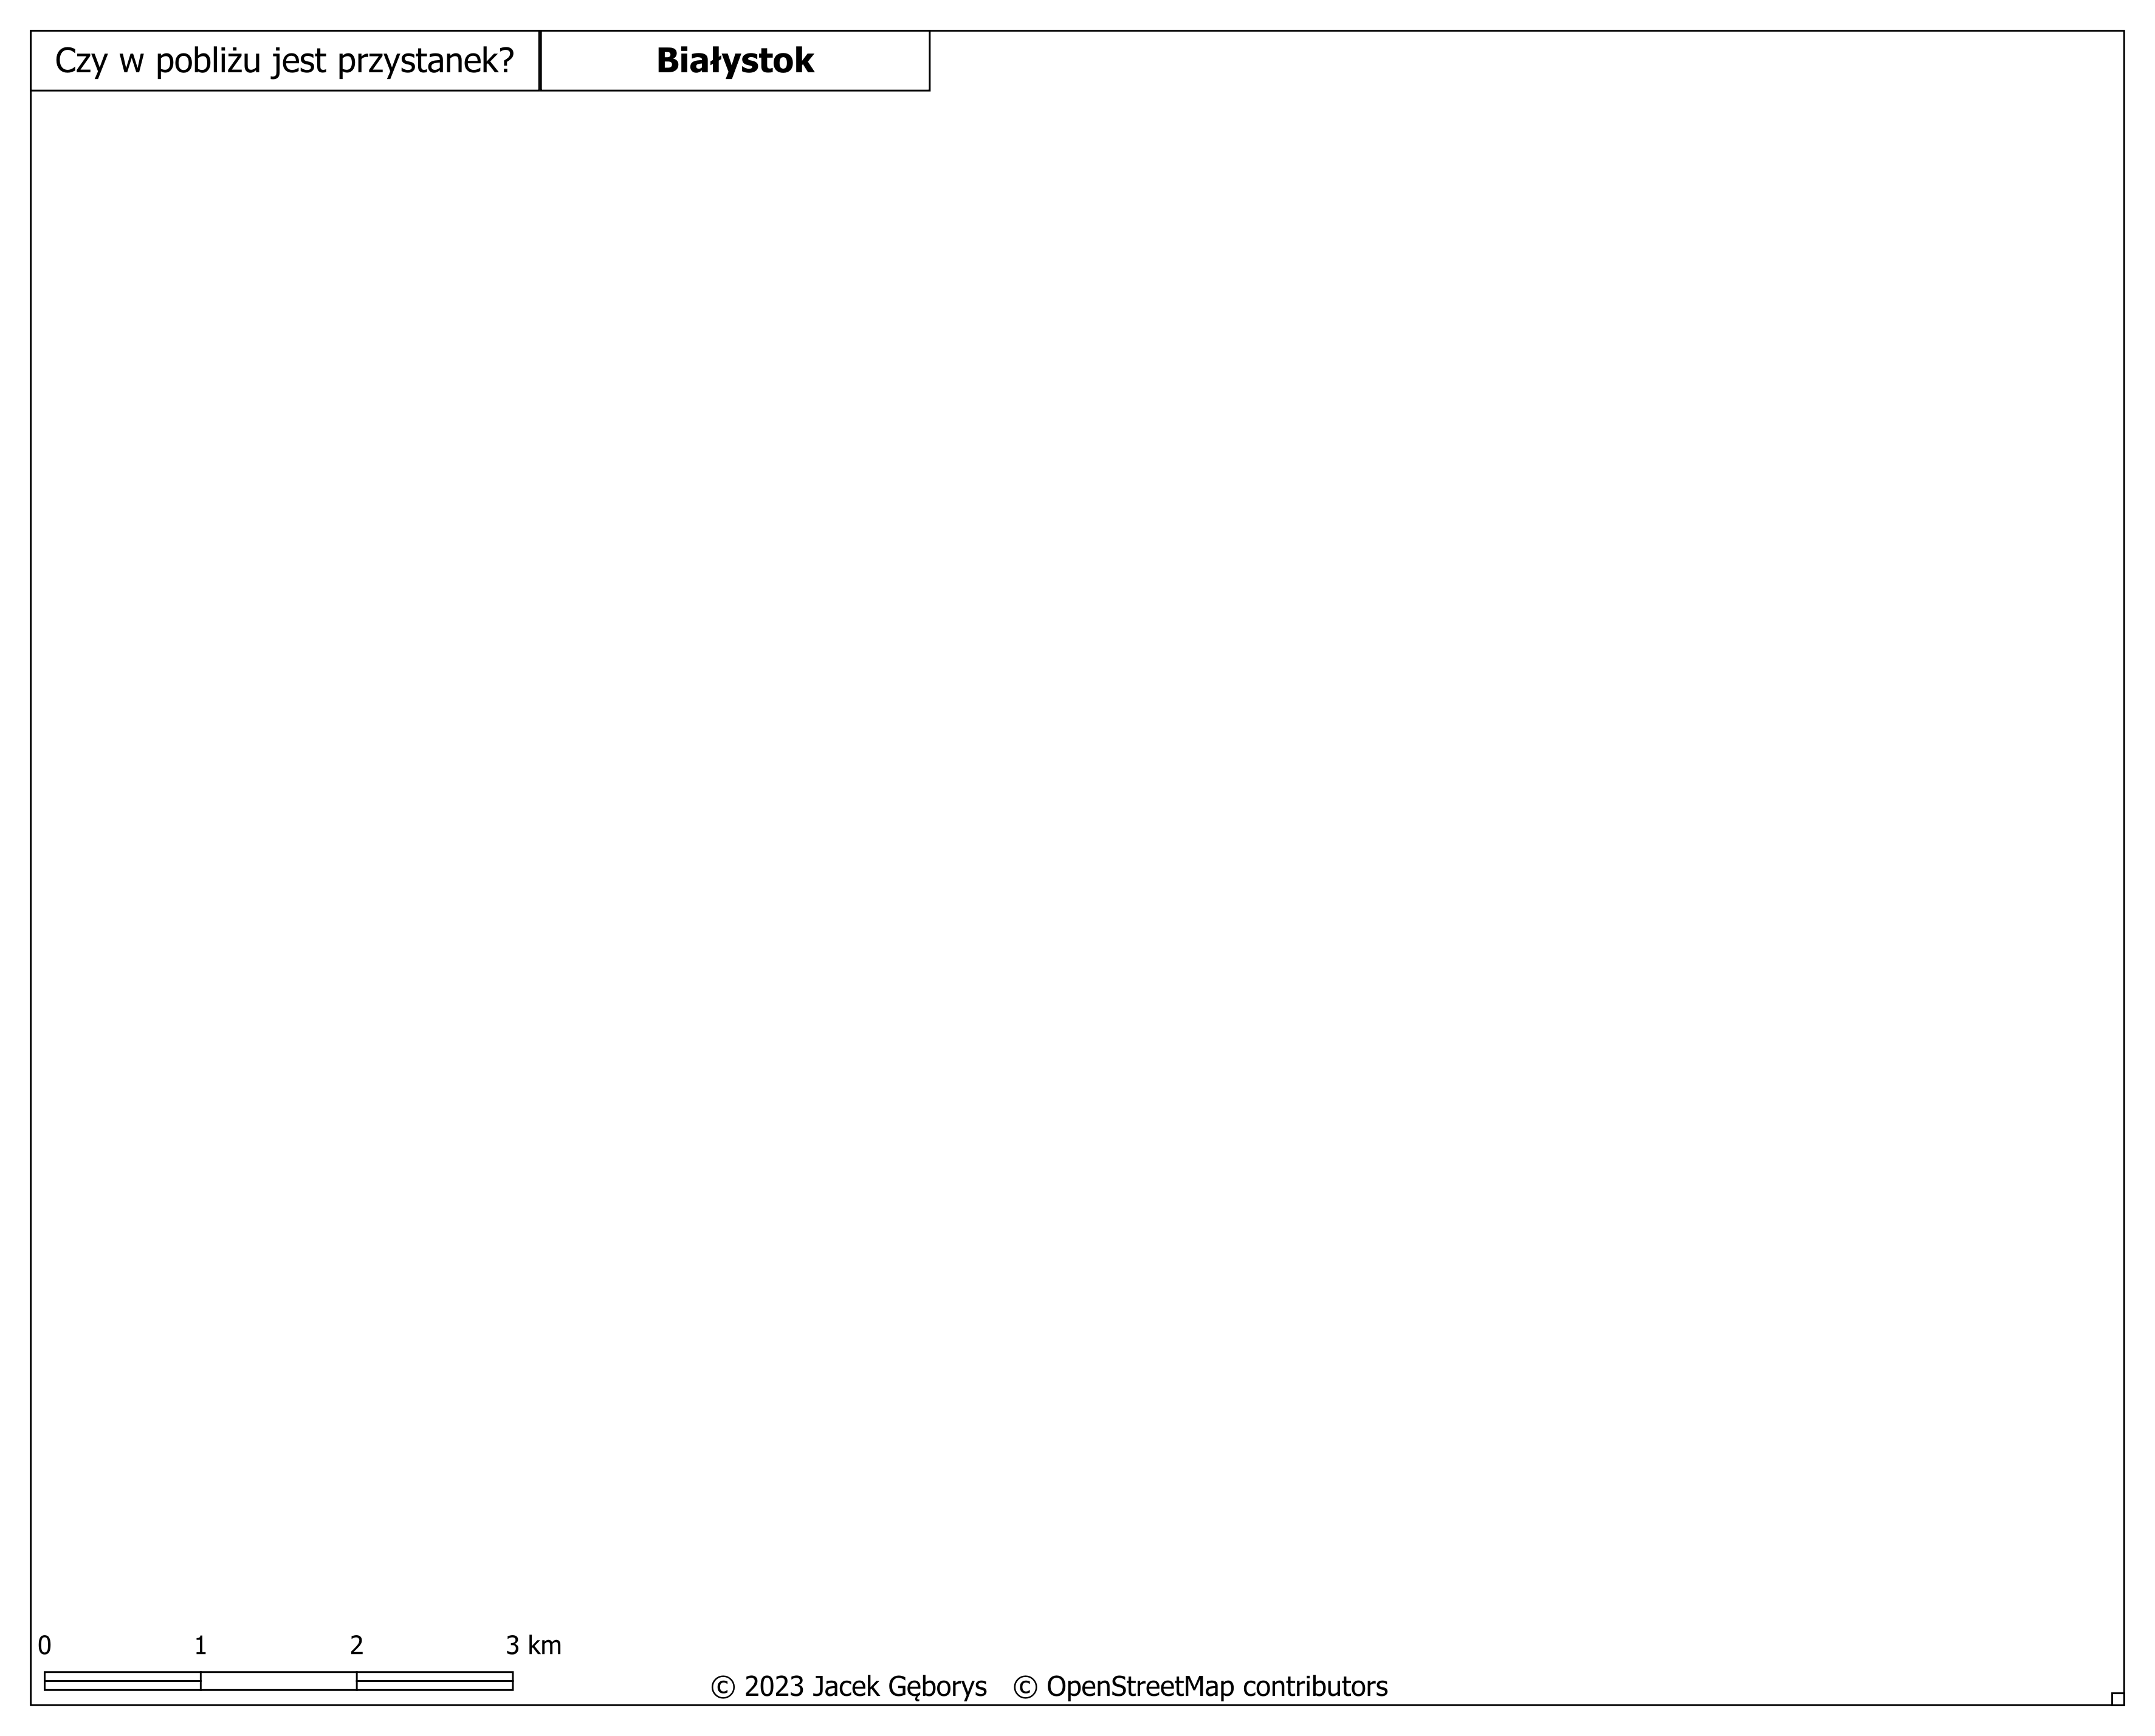 Czy w pobliżu jest przystanek? Białystok
0 1 2 3 km
© 2023 Jacek Gęborys © OpenStreetMap contributors